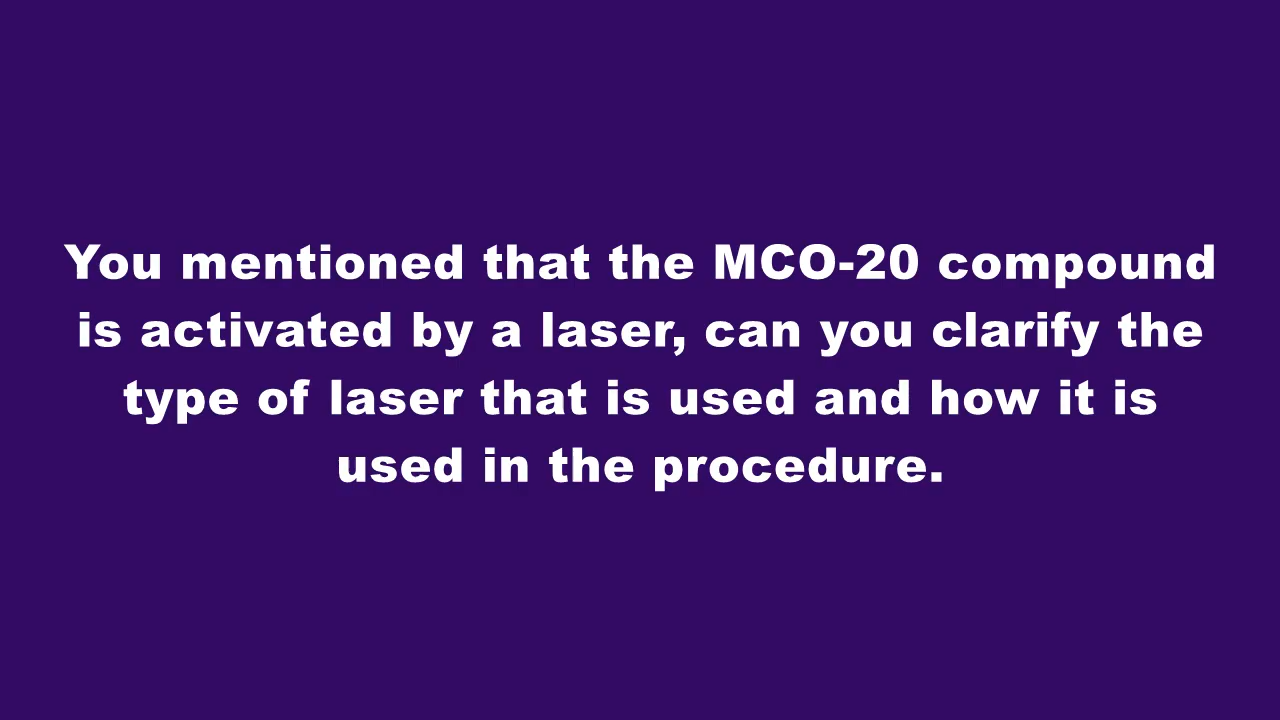 You mentioned that the MCO-20 compound
is activated by a laser, can you clarify the
type of laser that is used and how it is
used in the procedure.